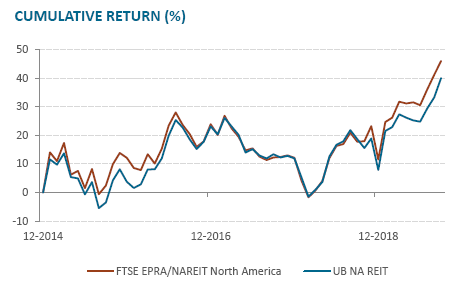 CUMULATIVE RETURN (%)
50
40
30
20
10
0
-10
12-2014 12-2016 12-2018
FTSE EPRA/NAREIT North America UB NA REIT